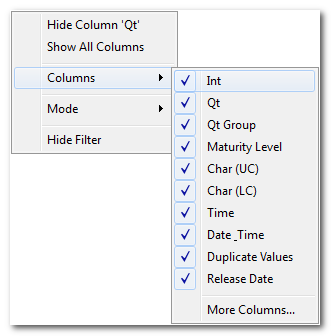 Hide Column 'Qt'
Show All Columns
Columns
Mode
Hide Filter
Int
Qt
Qt Group
Maturity Level
Char (UC)
Char (LC)
Time
Date_Time
Duplicate Values
Release Date
More Columns...